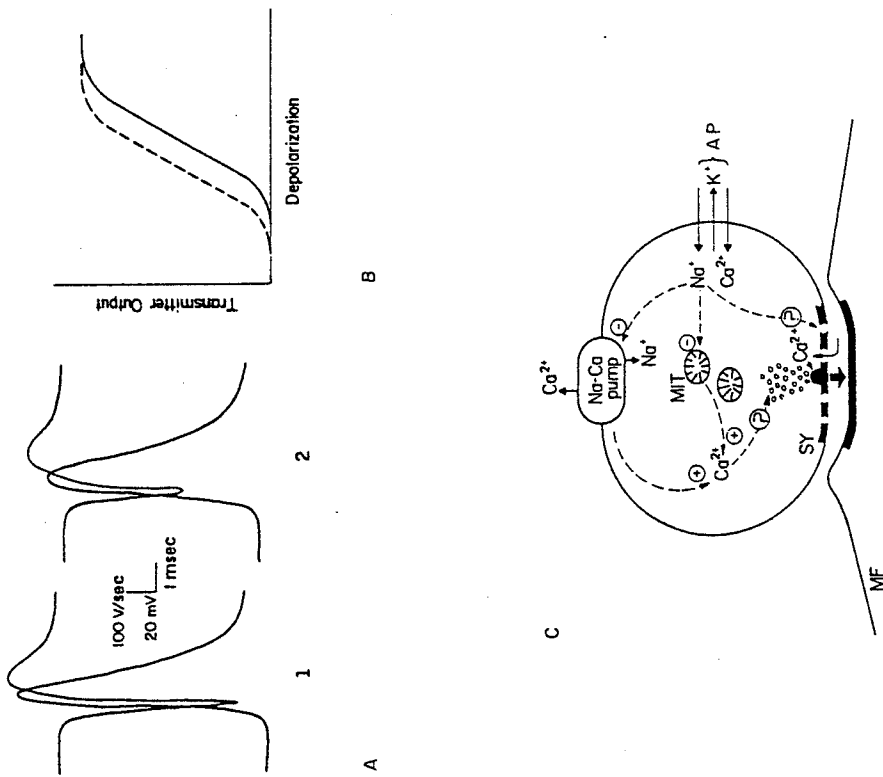 A
100 V/sec
20 mV
1 msec
1
2
B
Transmitter Output
Depolarization
C
Ca²⁺
Na-Ca
pump
Na⁺
⊖
⊖
MIT
Ca²⁺
⊕
⊕
?
?
Na⁺
Ca²⁺
K⁺ } AP
Ca²⁺
SY
MF